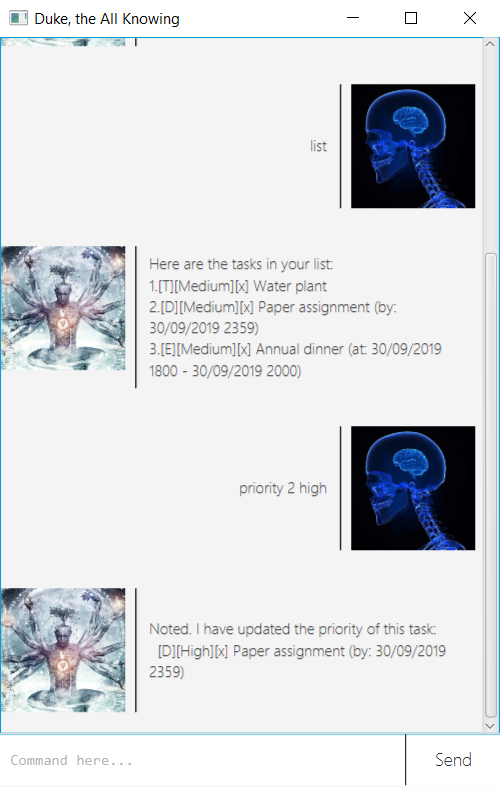 Duke, the All Knowing
list
Here are the tasks in your list:
1.[T][Medium][x] Water plant
2.[D][Medium][x] Paper assignment (by:
30/09/2019 2359)
3.[E][Medium][x] Annual dinner (at: 30/09/2019
1800 - 30/09/2019 2000)
priority 2 high
Noted. I have updated the priority of this task:
[D][High][x] Paper assignment (by: 30/09/2019
2359)
Command here...
Send